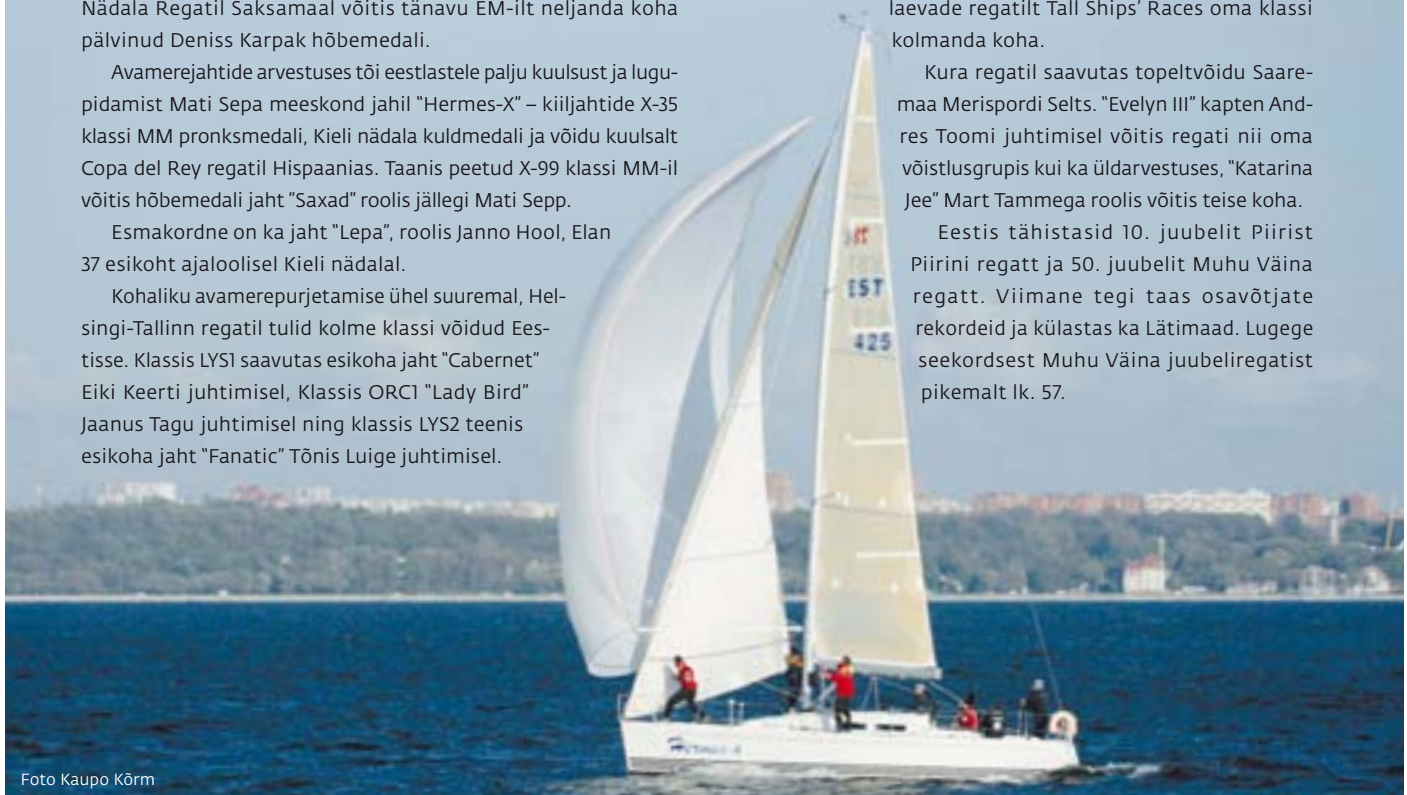 Nädala Regatil Saksamaal võitis tänavu EM-ilt neljanda koha
pälvinud Deniss Karpak hõbemedali.
Avamerejahtide arvestuses tõi eestlastele palju kuulsust ja lugu-
pidamist Mati Sepa meeskond jahil "Hermes-X" – kiiljahtide X-35
klassi MM pronksmedali, Kieli nädala kuldmedali ja võidu kuulsalt
Copa del Rey regatil Hispaanias. Taanis peetud X-99 klassi MM-il
võitis hõbemedali jaht "Saxad" roolis jällegi Mati Sepp.
Esmakordne on ka jaht "Lepa", roolis Janno Hool, Elan
37 esikoht ajaloolisel Kieli nädalal.
Kohaliku avamerepurjetamise ühel suuremal, Hel-
singi-Tallinn regatil tulid kolme klassi võidud Ees-
tisse. Klassis LYS1 saavutas esikoha jaht "Cabernet"
Eiki Keerti juhtimisel, Klassis ORC1 "Lady Bird"
Jaanus Tagu juhtimisel ning klassis LYS2 teenis
esikoha jaht "Fanatic" Tõnis Luige juhtimisel.
laevade regatilt Tall Ships' Races oma klassi
kolmanda koha.
Kura regatil saavutas topeltvõidu Saare-
maa Merispordi Selts. "Evelyn III" kapten And-
res Toomi juhtimisel võitis regati nii oma
võistlusgrupis kui ka üldarvestuses, "Katarina
Jee" Mart Tammega roolis võitis teise koha.
Eestis tähistasid 10. juubelit Piirist
Piirini regatt ja 50. juubelit Muhu Väina
regatt. Viimane tegi taas osavõtjate
rekordeid ja külastas ka Lätimaad. Lugege
seekordsest Muhu Väina juubeliregatist
pikemalt lk. 57.
EST
425
Foto Kaupo Kõrm